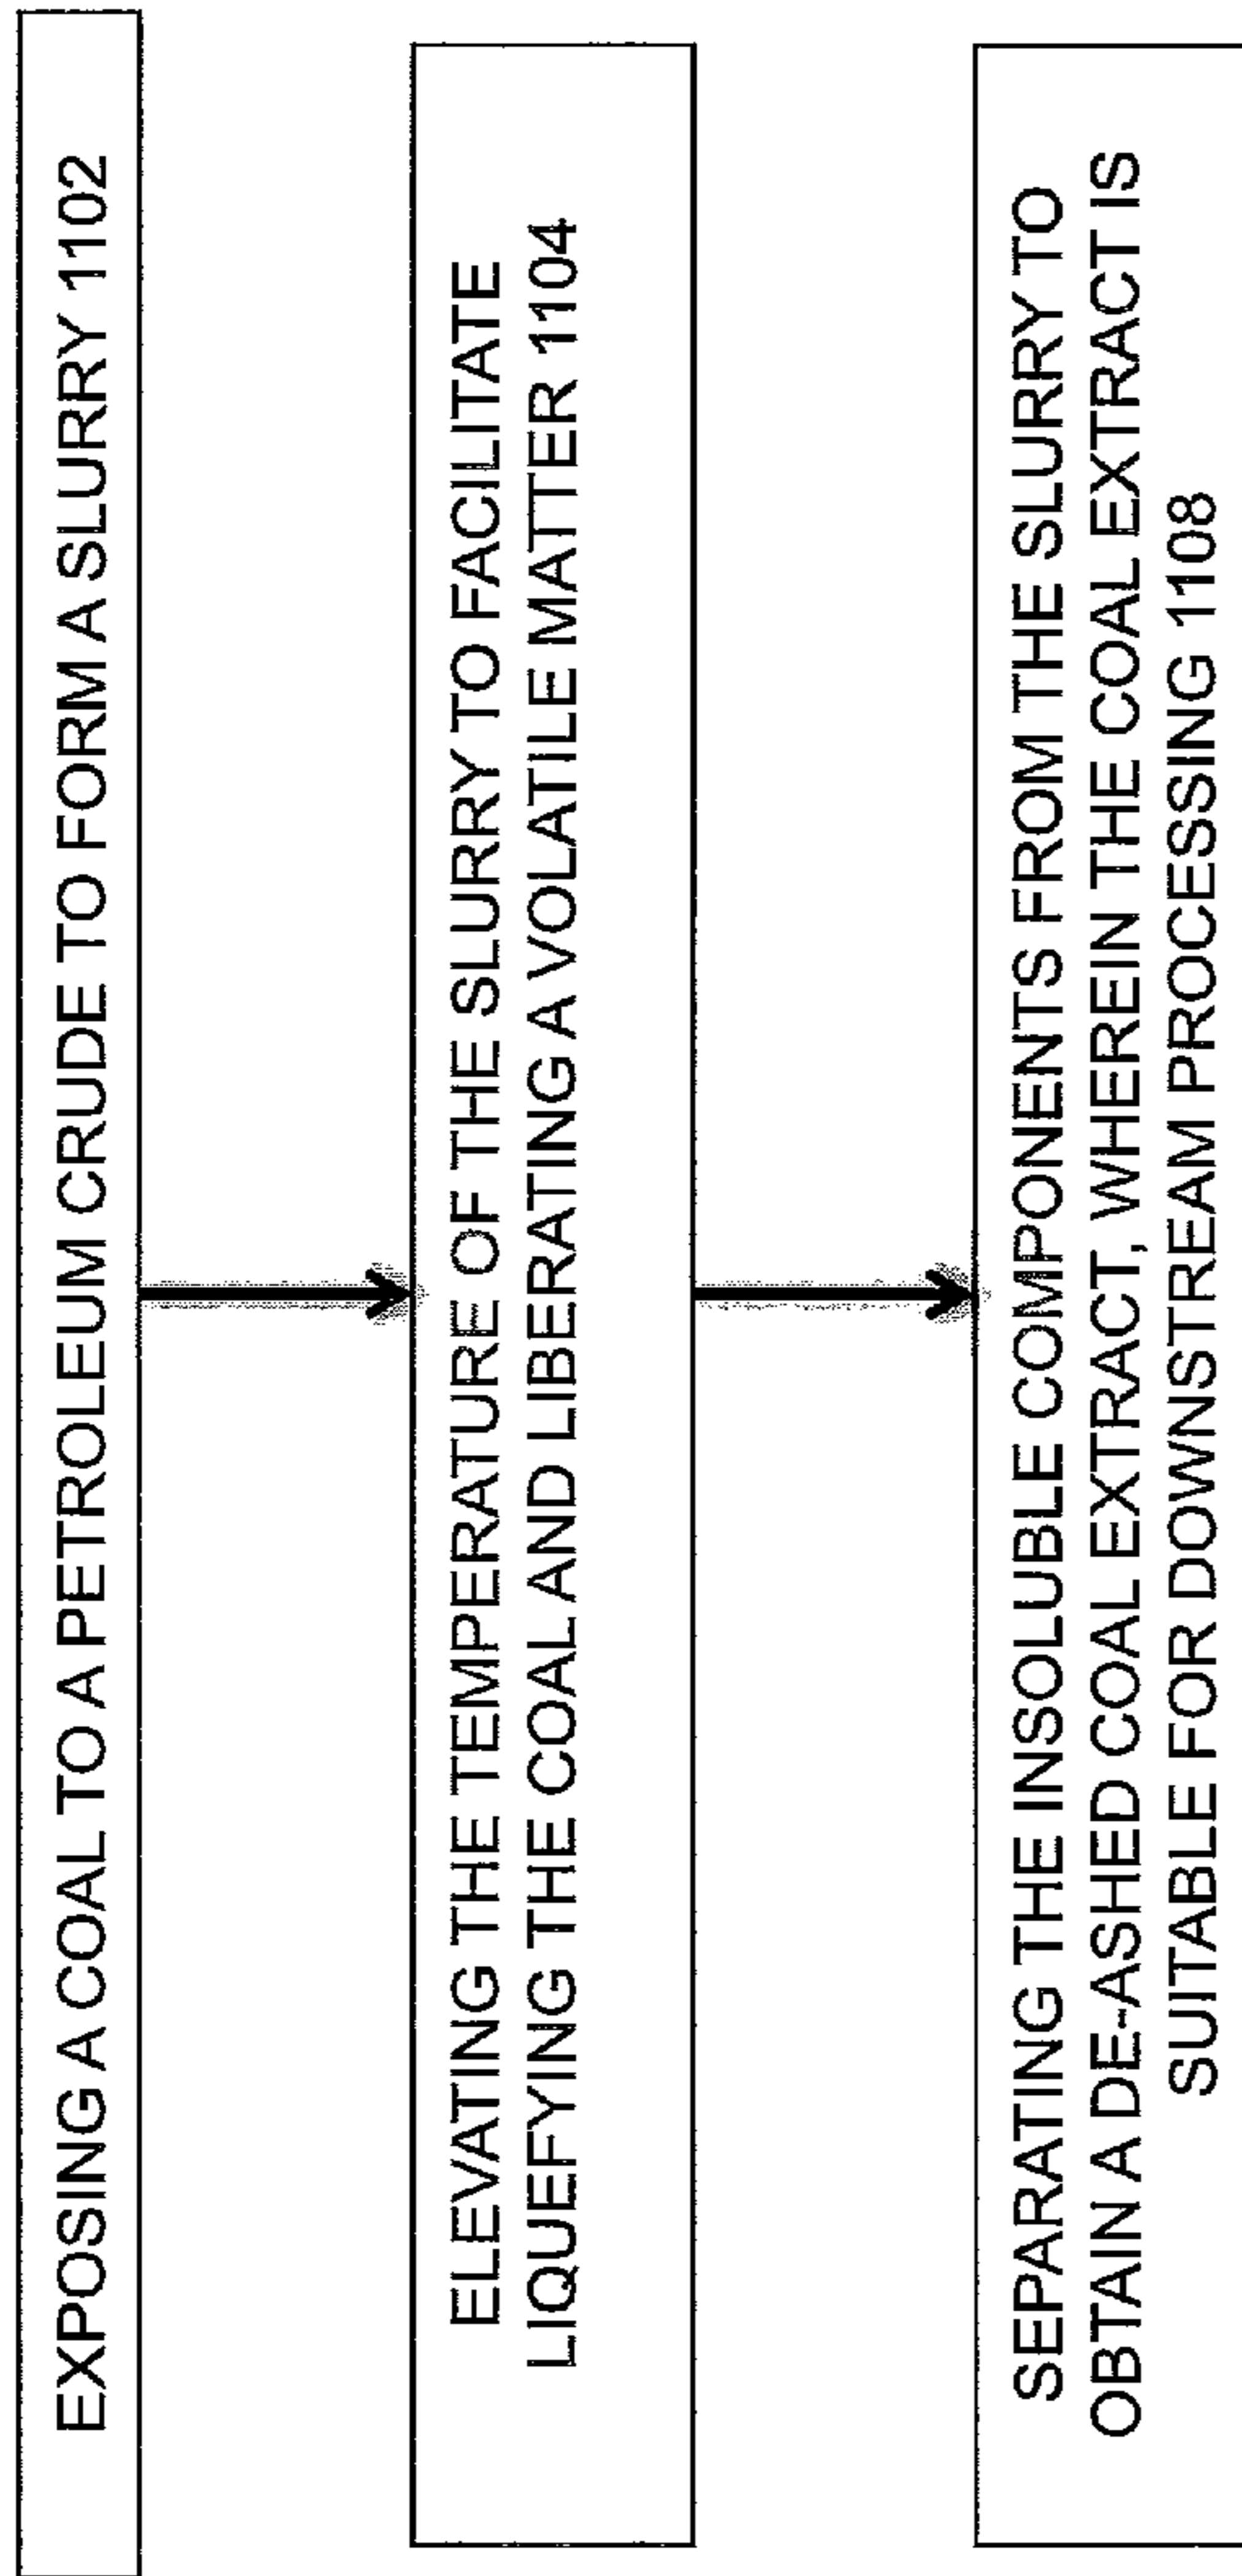 EXPOSING A COAL TO A PETROLEUM CRUDE TO FORM A SLURRY 1102
ELEVATING THE TEMPERATURE OF THE SLURRY TO FACILITATE
LIQUEFYING THE COAL AND LIBERATING A VOLATILE MATTER 1104
SEPARATING THE INSOLUBLE COMPONENTS FROM THE SLURRY TO
OBTAIN A DE-ASHED COAL EXTRACT, WHEREIN THE COAL EXTRACT IS
SUITABLE FOR DOWNSTREAM PROCESSING 1108